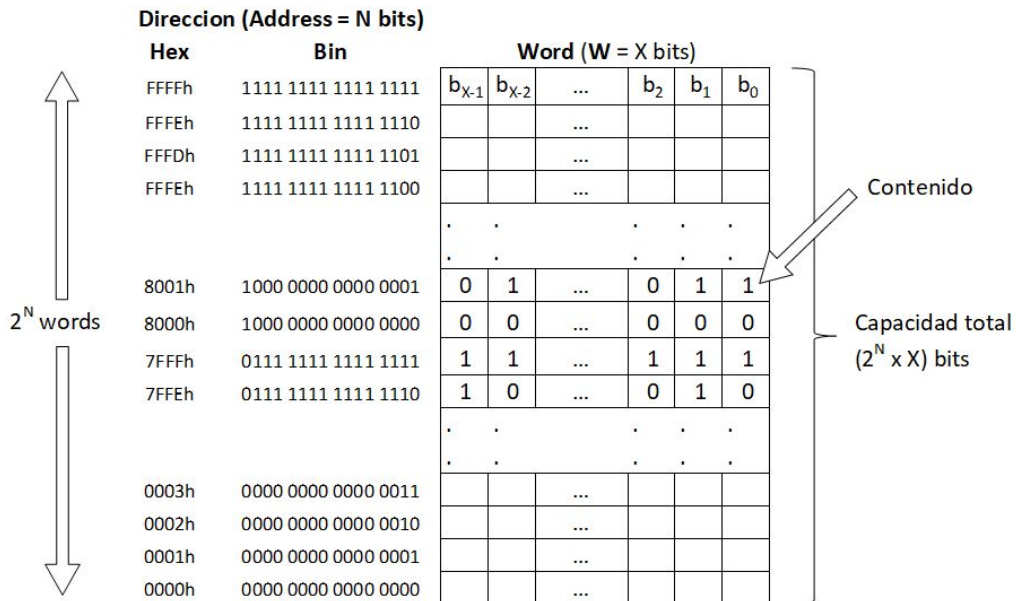 Direccion (Address = N bits)
Hex Bin Word (W = X bits)
FFFFh 1111 1111 1111 1111 bX-1 bX-2 ... b2 b1 b0
FFFEh 1111 1111 1111 1110 ...
FFFDh 1111 1111 1111 1101 ...
FFFEh 1111 1111 1111 1100 ...
Contenido
. . . . .
. . . . .
8001h 1000 0000 0000 0001 0 1 ... 0 1 1
8000h 1000 0000 0000 0000 0 0 ... 0 0 0
2^N words
Capacidad total
(2^N x X) bits
7FFFh 0111 1111 1111 1111 1 1 ... 1 1 1
7FFEh 0111 1111 1111 1110 1 0 ... 0 1 0
. . . . .
. . . . .
0003h 0000 0000 0000 0011 ...
0002h 0000 0000 0000 0010 ...
0001h 0000 0000 0000 0001 ...
0000h 0000 0000 0000 0000 ...